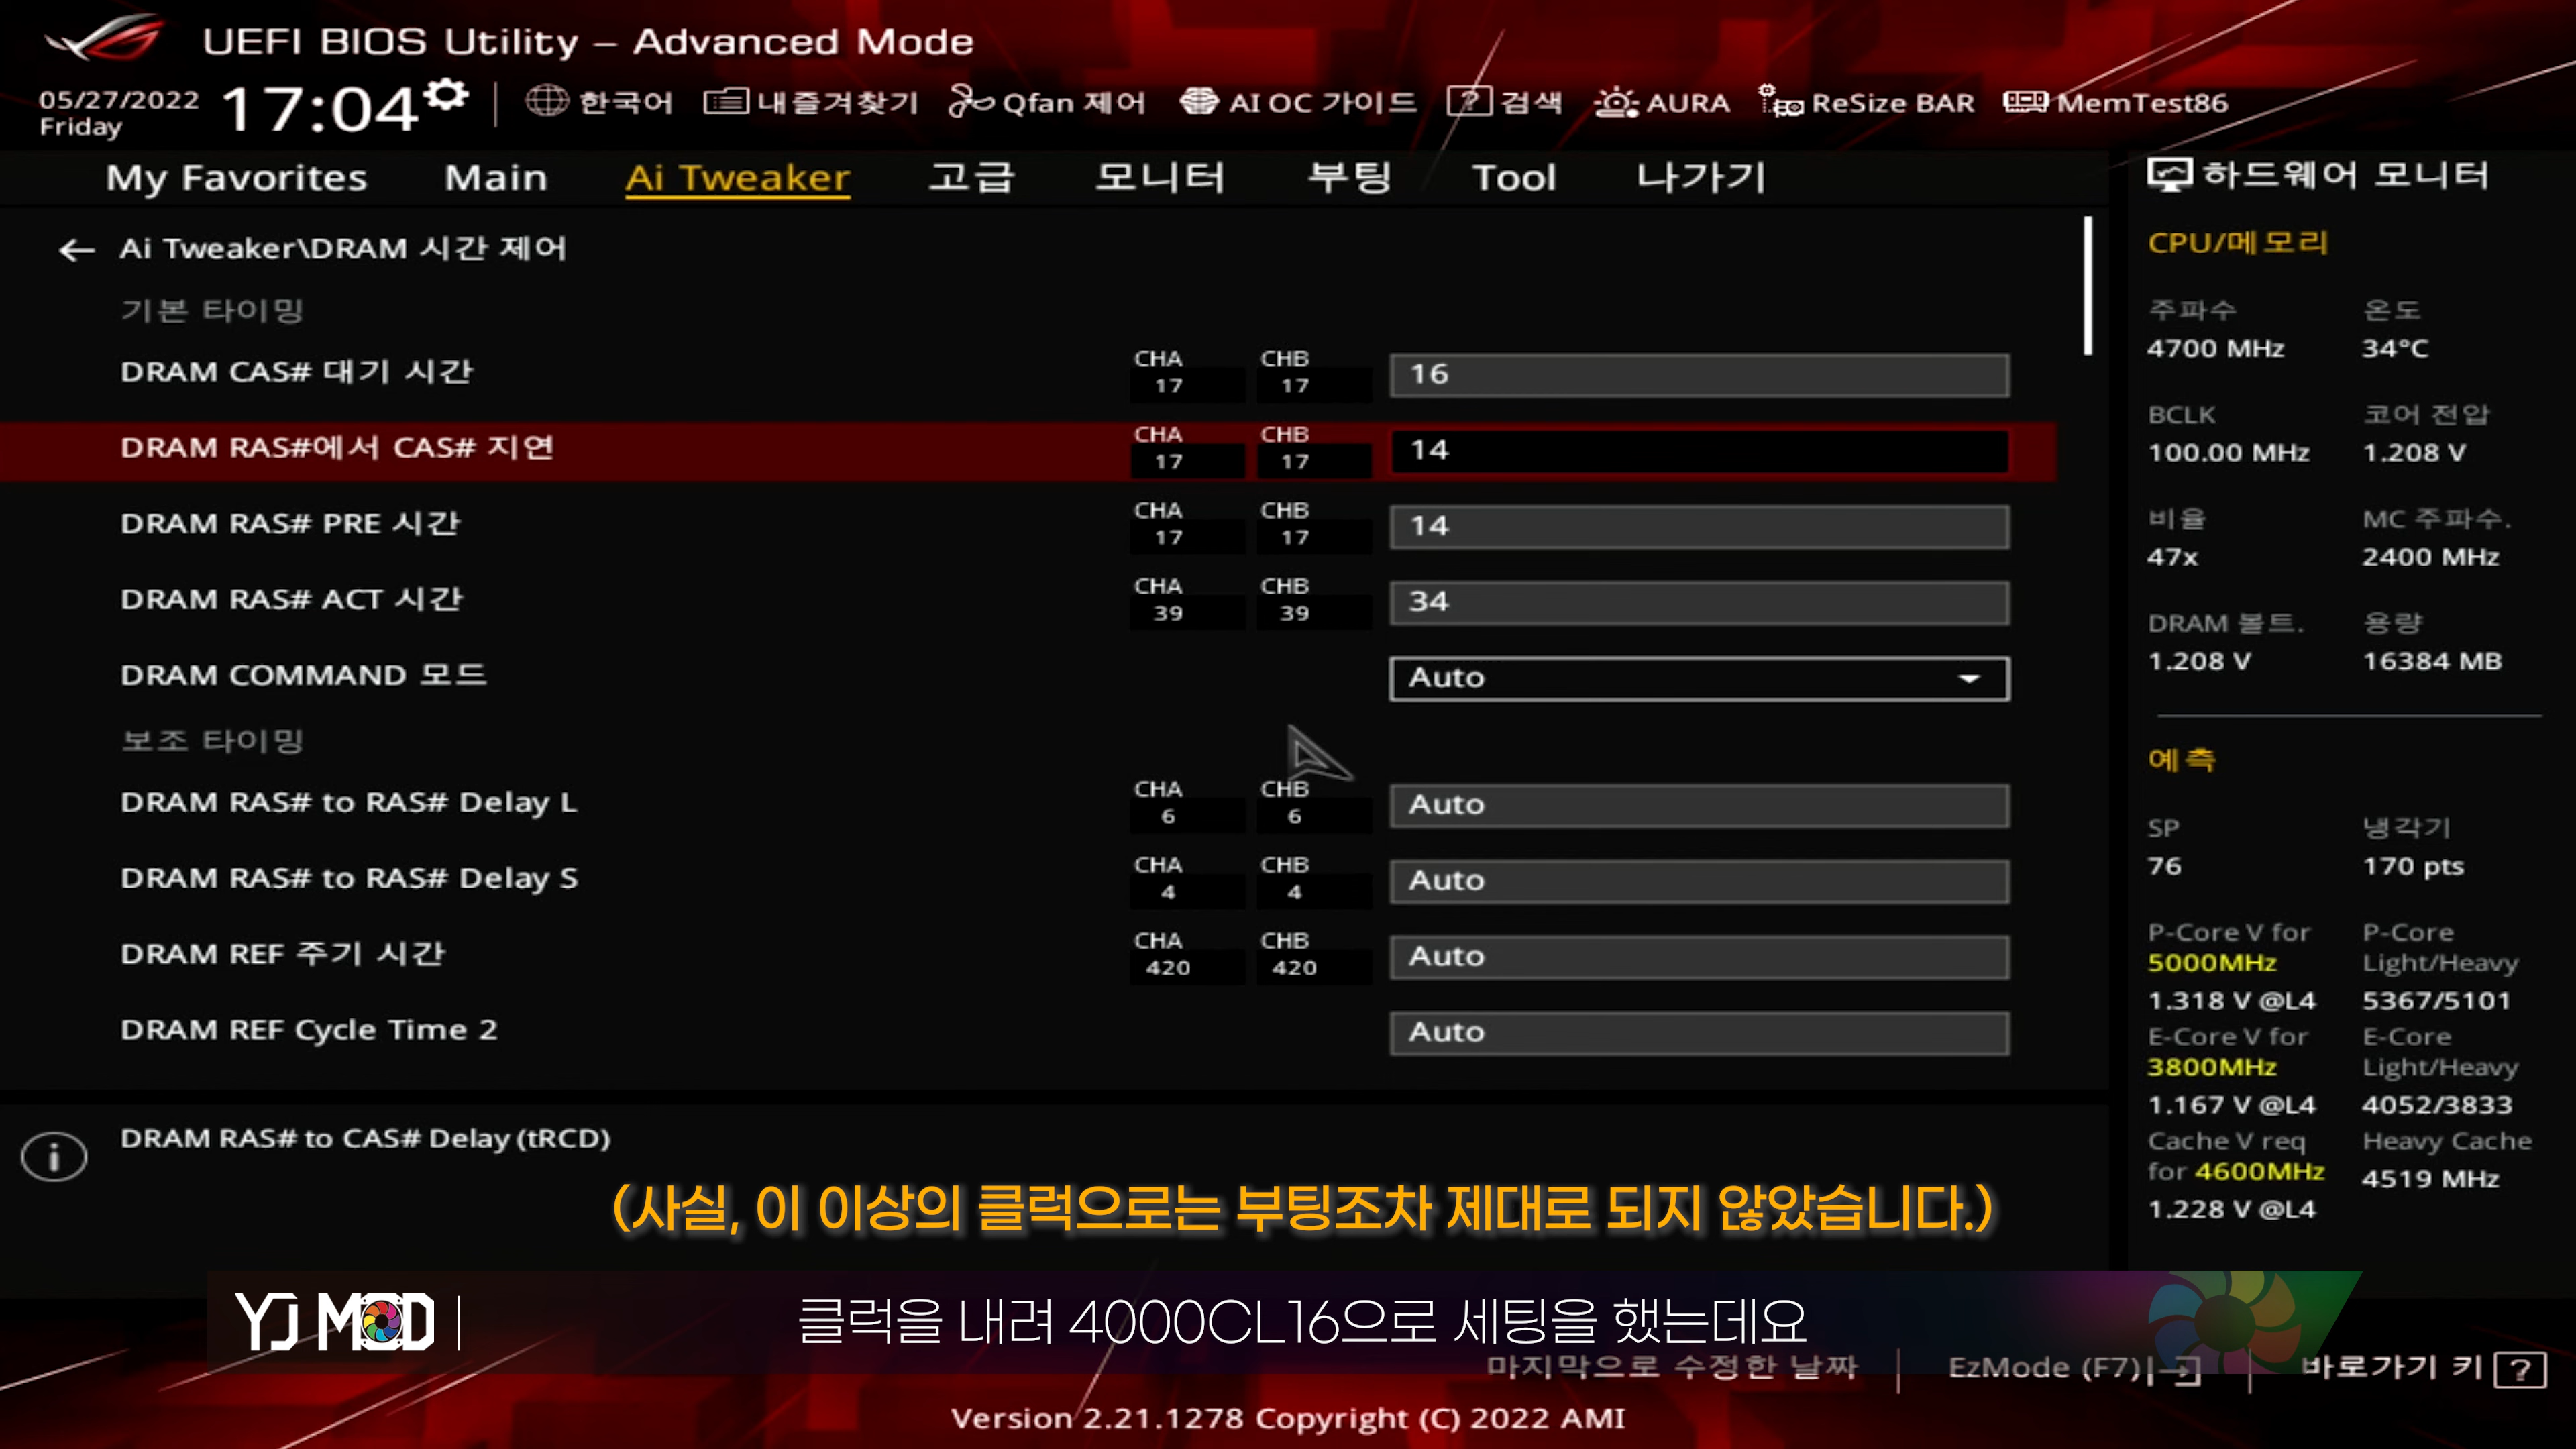 UEFI BIOS Utility – Advanced Mode
05/27/2022
Friday
17:04
한국어
내 즐겨찾기
Qfan 제어
AI OC 가이드
검색
AURA
ReSize BAR
MemTest86
My Favorites
Main
Ai Tweaker
고급
모니터
부팅
Tool
나가기
Ai Tweaker\DRAM 시간 제어
기본 타이밍
DRAM CAS# 대기 시간
CHA
17
CHB
17
16
DRAM RAS#에서 CAS# 지연
CHA
17
CHB
17
14
DRAM RAS# PRE 시간
CHA
17
CHB
17
14
DRAM RAS# ACT 시간
CHA
39
CHB
39
34
DRAM COMMAND 모드
Auto
보조 타이밍
DRAM RAS# to RAS# Delay L
CHA
6
CHB
6
Auto
DRAM RAS# to RAS# Delay S
CHA
4
CHB
4
Auto
DRAM REF 주기 시간
CHA
420
CHB
420
Auto
DRAM REF Cycle Time 2
Auto
하드웨어 모니터
CPU/메모리
주파수 온도
4700 MHz 34°C
BCLK 코어 전압
100.00 MHz 1.208 V
비율 MC 주파수.
47x 2400 MHz
DRAM 볼트. 용량
1.208 V 16384 MB
예측
SP 냉각기
76 170 pts
P-Core V for P-Core
5000MHz Light/Heavy
1.318 V @L4 5367/5101
E-Core V for E-Core
3800MHz Light/Heavy
1.167 V @L4 4052/3833
Cache V req Heavy Cache
for 4600MHz 4519 MHz
1.228 V @L4
DRAM RAS# to CAS# Delay (tRCD)
(사실, 이 이상의 클럭으로는 부팅조차 제대로 되지 않았습니다.)
YJ MOD
클럭을 내려 4000CL16으로 세팅을 했는데요
마지막으로 수정한 날짜
EzMode (F7)
바로가기 키
?
Version 2.21.1278 Copyright (C) 2022 AMI